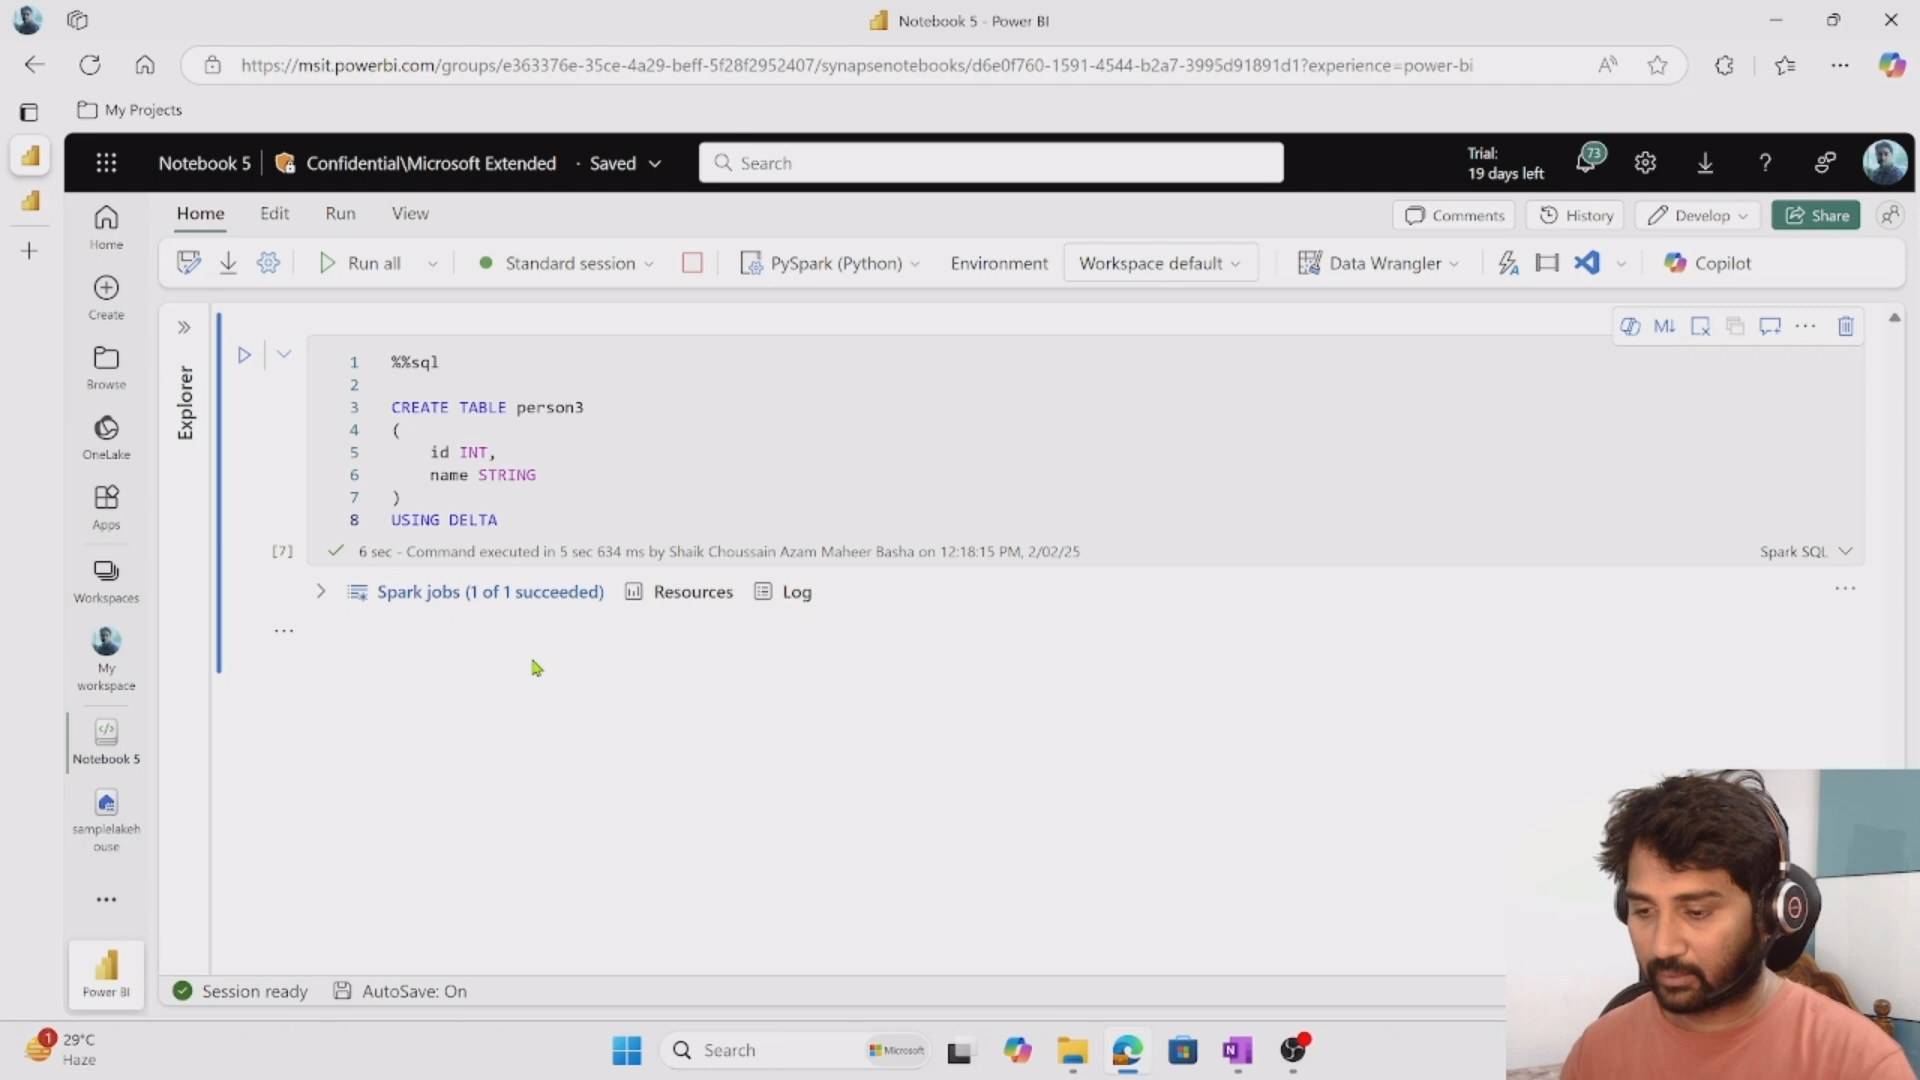 Notebook 5 - Power BI
https://msit.powerbi.com/groups/e363376e-35ce-4a29-beff-5f28f2952407/synapsenotebooks/d6e0f760-1591-4544-b2a7-3995d91891d1?experience=power-bi
My Projects
Notebook 5
Confidential\Microsoft Extended · Saved
Search
Trial:
19 days left
73
Home Edit Run View
Comments History Develop Share
Run all Standard session PySpark (Python) Environment Workspace default Data Wrangler Copilot
Home
Create
Browse
OneLake
Apps
Workspaces
My
workspace
Notebook 5
samplelakeh
ouse
Power BI
Explorer
1 %%sql
2
3 CREATE TABLE person3
4 (
5 id INT,
6 name STRING
7 )
8 USING DELTA
[7] 6 sec - Command executed in 5 sec 634 ms by Shaik Choussain Azam Maheer Basha on 12:18:15 PM, 2/02/25
Spark SQL
Spark jobs (1 of 1 succeeded) Resources Log
Session ready AutoSave: On
1
29°C
Haze
Search
Microsoft